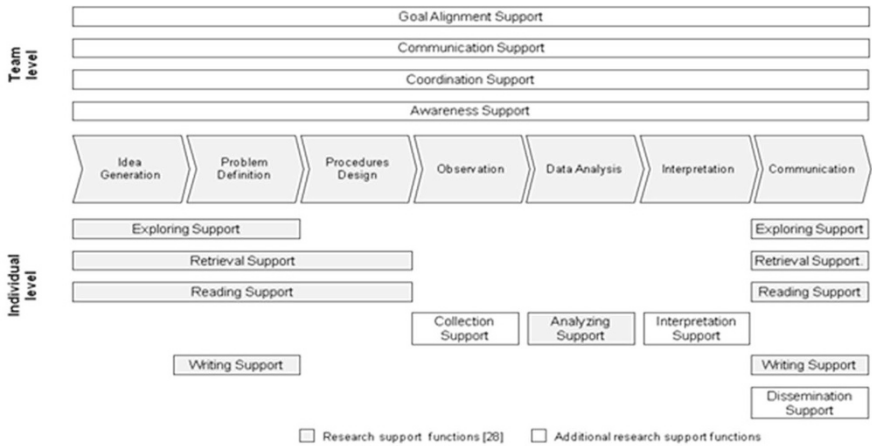 Team
level
Goal Alignment Support
Communication Support
Coordination Support
Awareness Support
Idea
Generation
Problem
Definition
Procedures
Design
Observation
Data Analysis
Interpretation
Communication
Individual
level
Exploring Support
Exploring Support
Retrieval Support
Retrieval Support.
Reading Support
Reading Support
Collection
Support
Analyzing
Support
Interpretation
Support
Writing Support
Writing Support
Dissemination
Support
Research support functions [28]
Additional research support functions